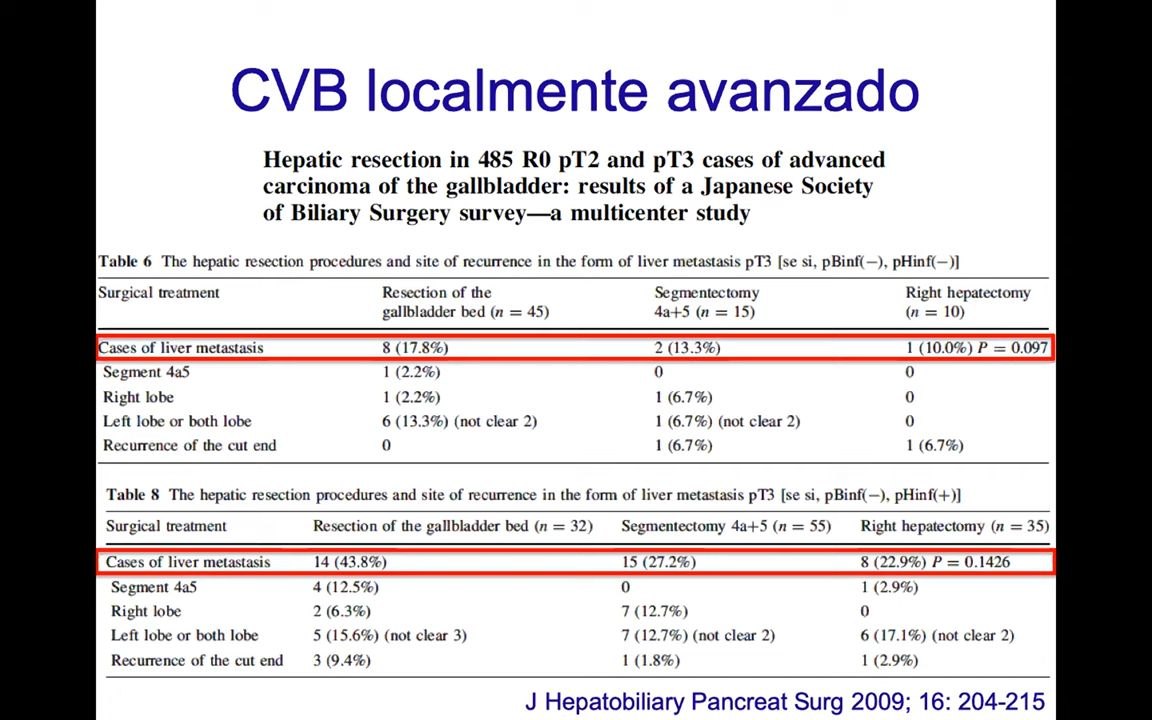 CVB localmente avanzado
Hepatic resection in 485 R0 pT2 and pT3 cases of advanced
carcinoma of the gallbladder: results of a Japanese Society
of Biliary Surgery survey—a multicenter study
Table 6 The hepatic resection procedures and site of recurrence in the form of liver metastasis pT3 [se si, pBinf(−), pHinf(−)]
Surgical treatment Resection of the gallbladder bed (n = 45) Segmentectomy 4a+5 (n = 15) Right hepatectomy (n = 10)
Cases of liver metastasis 8 (17.8%) 2 (13.3%) 1 (10.0%) P = 0.097
Segment 4a5 1 (2.2%) 0 0
Right lobe 1 (2.2%) 1 (6.7%) 0
Left lobe or both lobe 6 (13.3%) (not clear 2) 1 (6.7%) (not clear 2) 0
Recurrence of the cut end 0 1 (6.7%) 1 (6.7%)
Table 8 The hepatic resection procedures and site of recurrence in the form of liver metastasis pT3 [se si, pBinf(−), pHinf(+)]
Surgical treatment Resection of the gallbladder bed (n = 32) Segmentectomy 4a+5 (n = 55) Right hepatectomy (n = 35)
Cases of liver metastasis 14 (43.8%) 15 (27.2%) 8 (22.9%) P = 0.1426
Segment 4a5 4 (12.5%) 0 1 (2.9%)
Right lobe 2 (6.3%) 7 (12.7%) 0
Left lobe or both lobe 5 (15.6%) (not clear 3) 7 (12.7%) (not clear 2) 6 (17.1%) (not clear 2)
Recurrence of the cut end 3 (9.4%) 1 (1.8%) 1 (2.9%)
J Hepatobiliary Pancreat Surg 2009; 16: 204-215